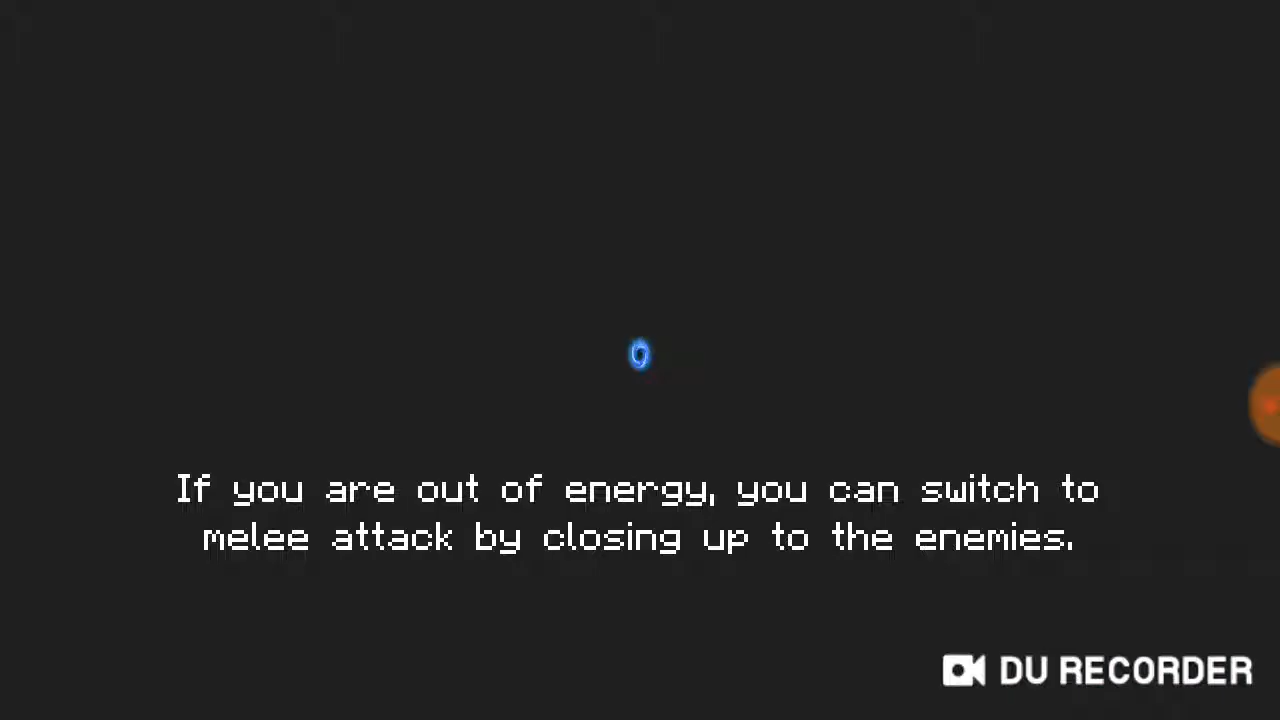 If you are out of energy, you can switch to
melee attack by closing up to the enemies.
DU RECORDER